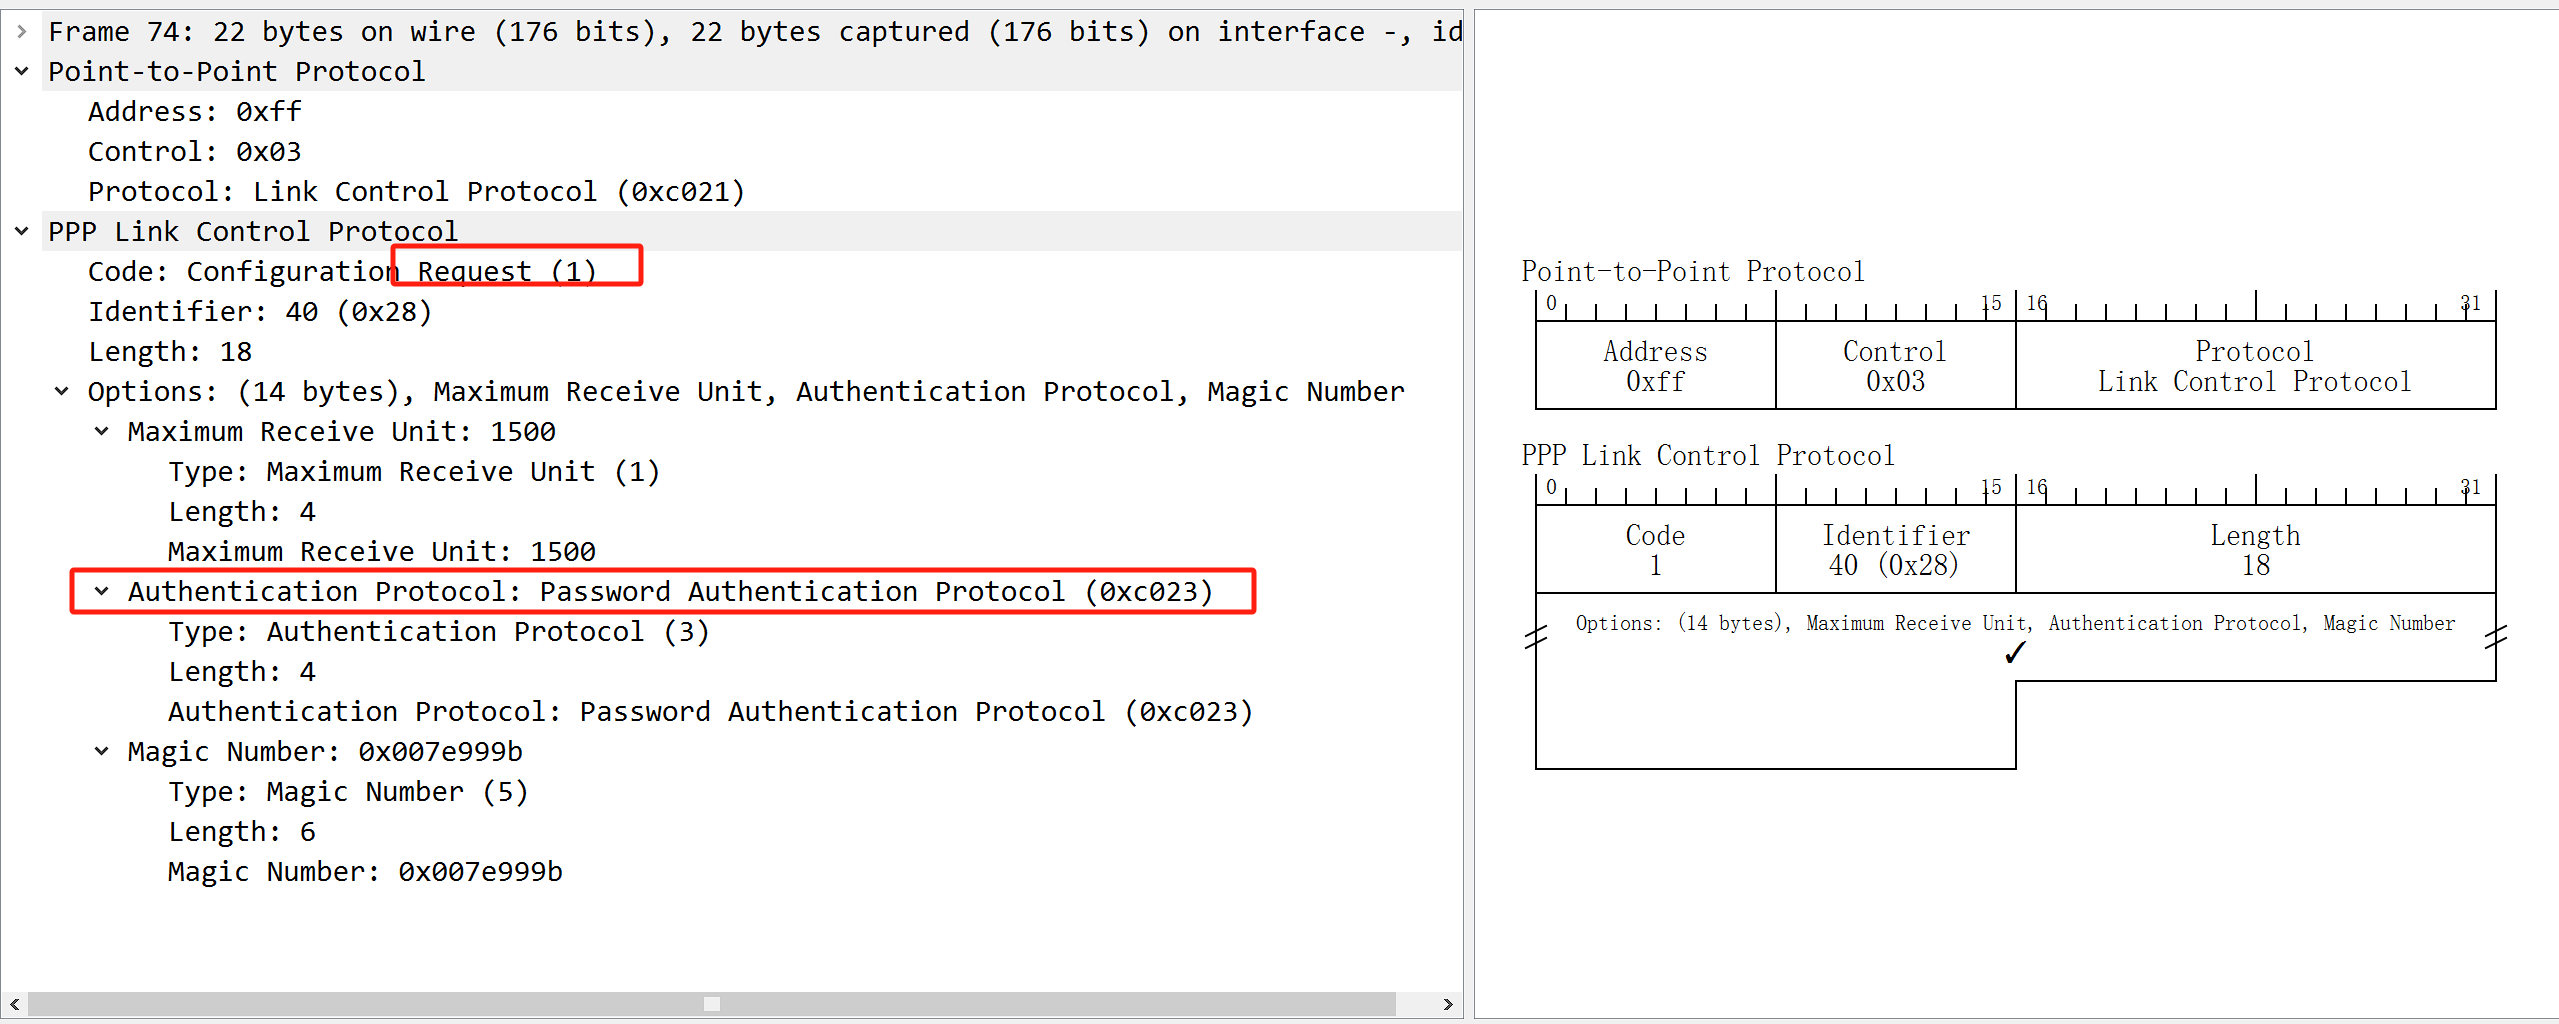 Frame 74: 22 bytes on wire (176 bits), 22 bytes captured (176 bits) on interface -, id
Point-to-Point Protocol
Address: 0xff
Control: 0x03
Protocol: Link Control Protocol (0xc021)
PPP Link Control Protocol
Code: Configuration Request (1)
Identifier: 40 (0x28)
Length: 18
Options: (14 bytes), Maximum Receive Unit, Authentication Protocol, Magic Number
Maximum Receive Unit: 1500
Type: Maximum Receive Unit (1)
Length: 4
Maximum Receive Unit: 1500
Authentication Protocol: Password Authentication Protocol (0xc023)
Type: Authentication Protocol (3)
Length: 4
Authentication Protocol: Password Authentication Protocol (0xc023)
Magic Number: 0x007e999b
Type: Magic Number (5)
Length: 6
Magic Number: 0x007e999b
Point-to-Point Protocol
0 15 16 31
Address Control Protocol
0xff 0x03 Link Control Protocol
PPP Link Control Protocol
0 15 16 31
Code Identifier Length
1 40 (0x28) 18
Options: (14 bytes), Maximum Receive Unit, Authentication Protocol, Magic Number